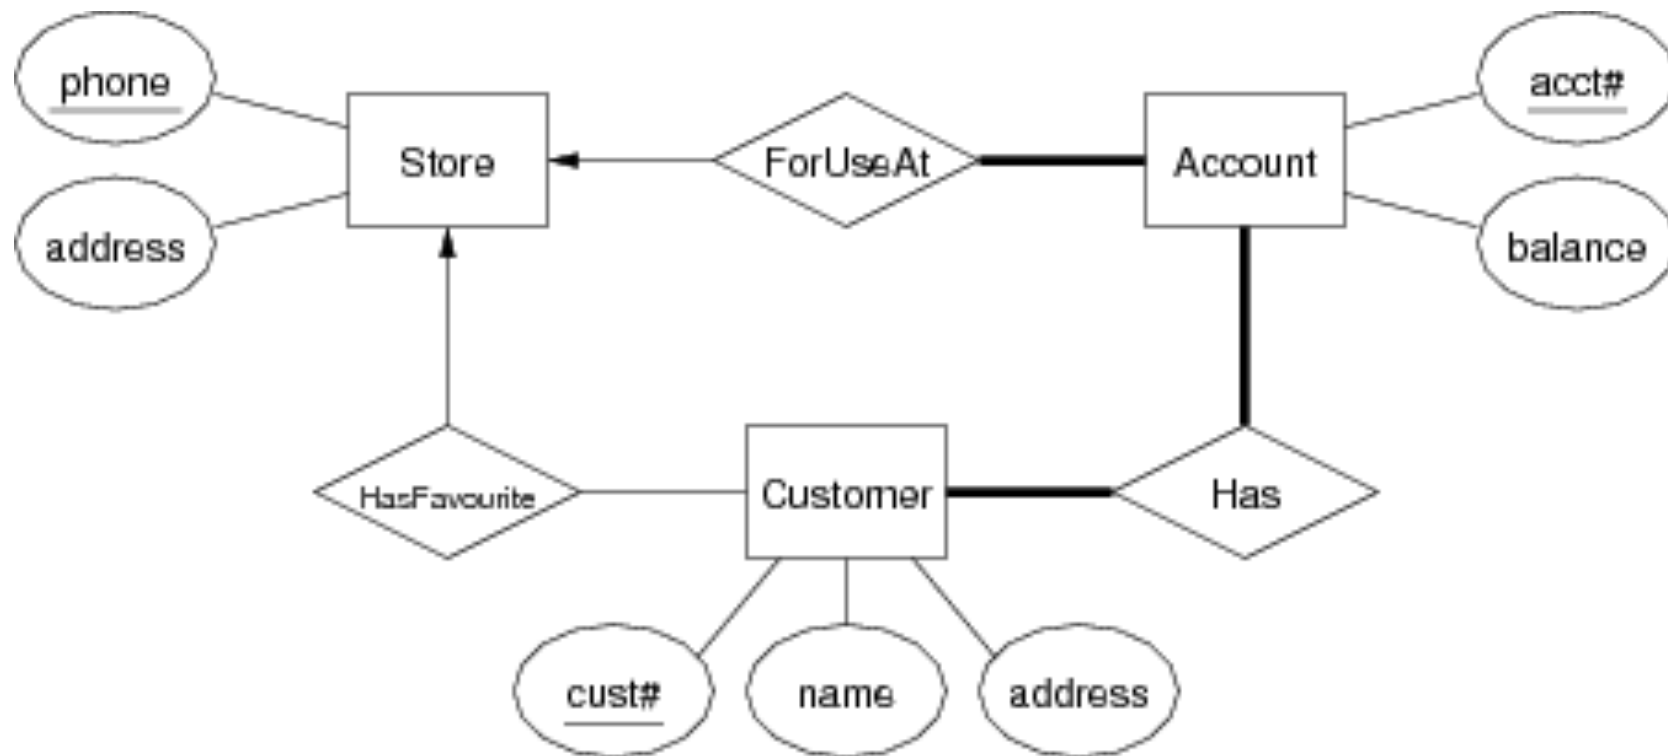 phone
acct#
Store
ForUseAt
Account
address
balance
HasFavourite
Customer
Has
cust#
name
address